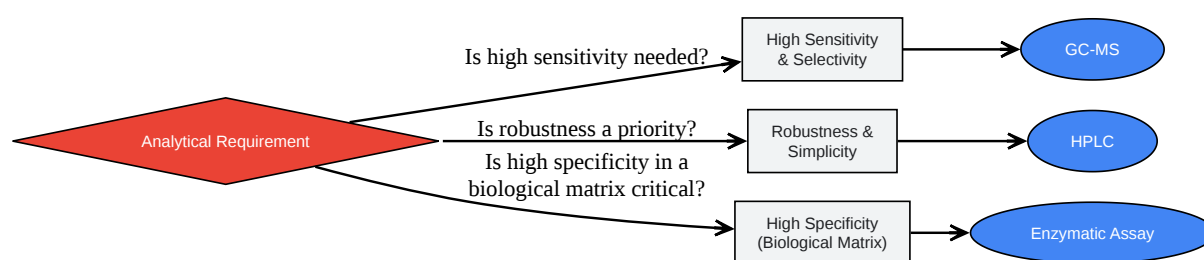 Analytical Requirement
Is high sensitivity needed?
High Sensitivity
& Selectivity
GC-MS
Is robustness a priority?
Robustness &
Simplicity
HPLC
Is high specificity in a
biological matrix critical?
High Specificity
(Biological Matrix)
Enzymatic Assay